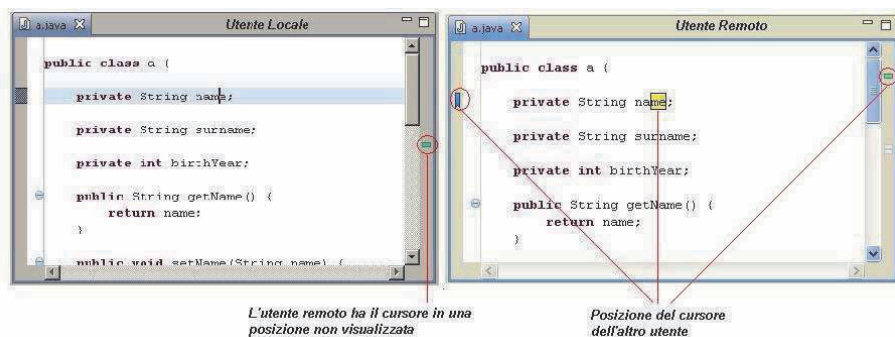 a.java
Utente Locale
public class a {
private String name;
private String surname;
private int birthYear;
public String getName() {
return name;
}
public void setName(String name) {
a.java
Utente Remoto
public class a {
private String name;
private String surname;
private int birthYear;
public String getName() {
return name;
}
L'utente remoto ha il cursore in una
posizione non visualizzata
Posizione del cursore
dell'altro utente